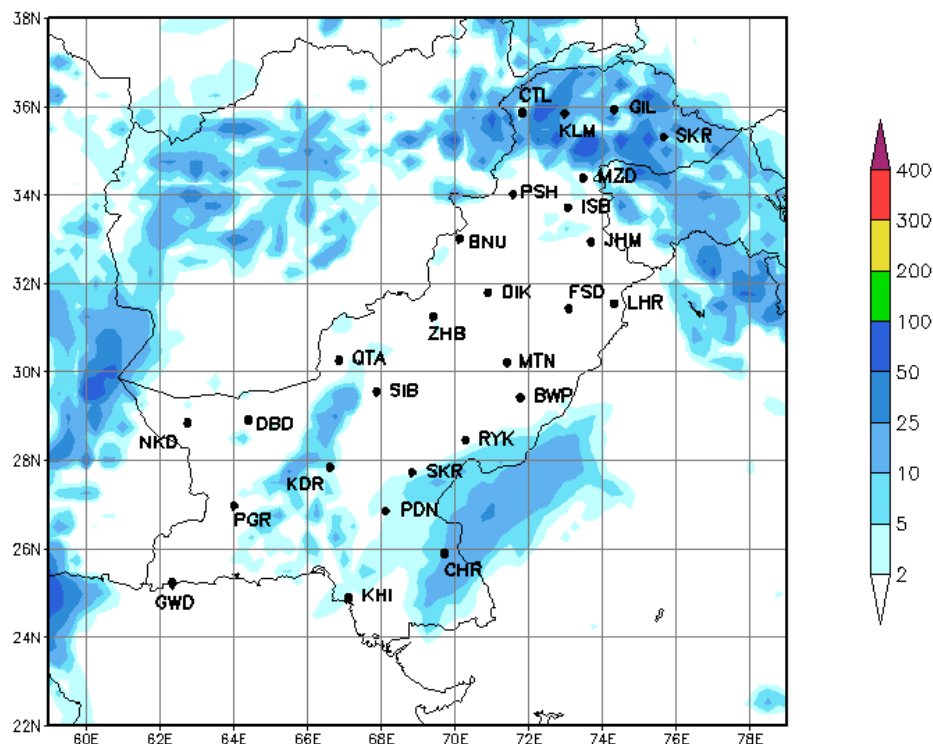 38N
36N
CTL
GIL
KLM
SKR
400
MZD
34N
PSH
ISB
300
BNU
JHM
200
32N
DIK
FSD
LHR
ZHB
100
QTA
MTN
30N
SIB
BWP
50
DBD
NKD
RYK
25
28N
SKR
KDR
10
PDN
PGR
5
26N
CHR
2
GWD
KHI
24N
22N
60E
62E
64E
66E
68E
70E
72E
74E
76E
78E